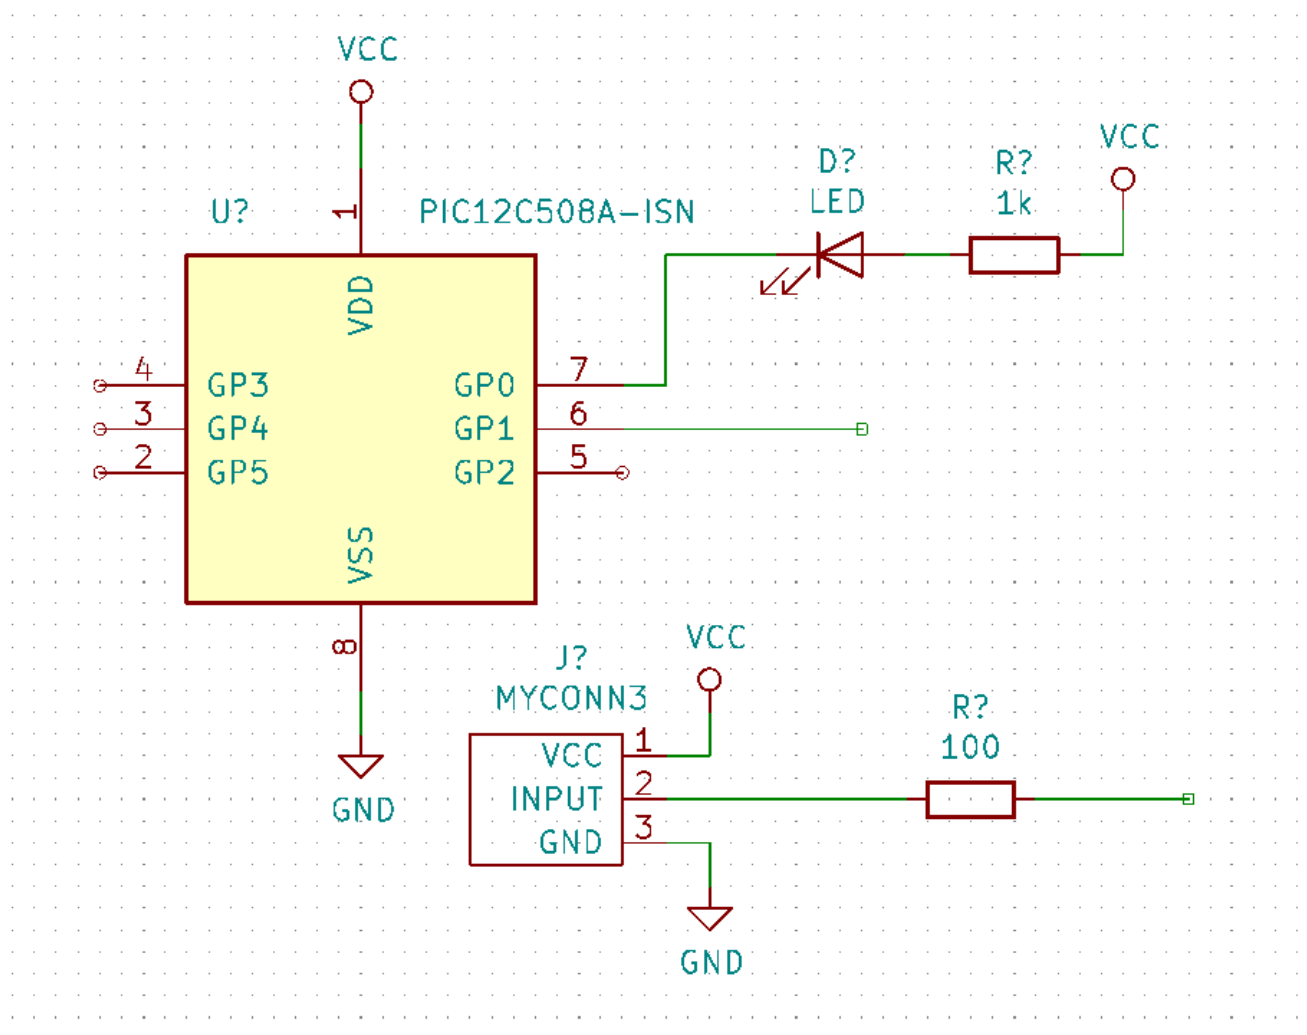 VCC
VCC
D?
R?
LED
1k
U?
1
PIC12C508A-ISN
VDD
4
GP3
GP0
7
3
GP4
GP1
6
2
GP5
GP2
5
VSS
8
GND
J?
MYCONN3
VCC
VCC
1
INPUT
2
GND
3
GND
R?
100